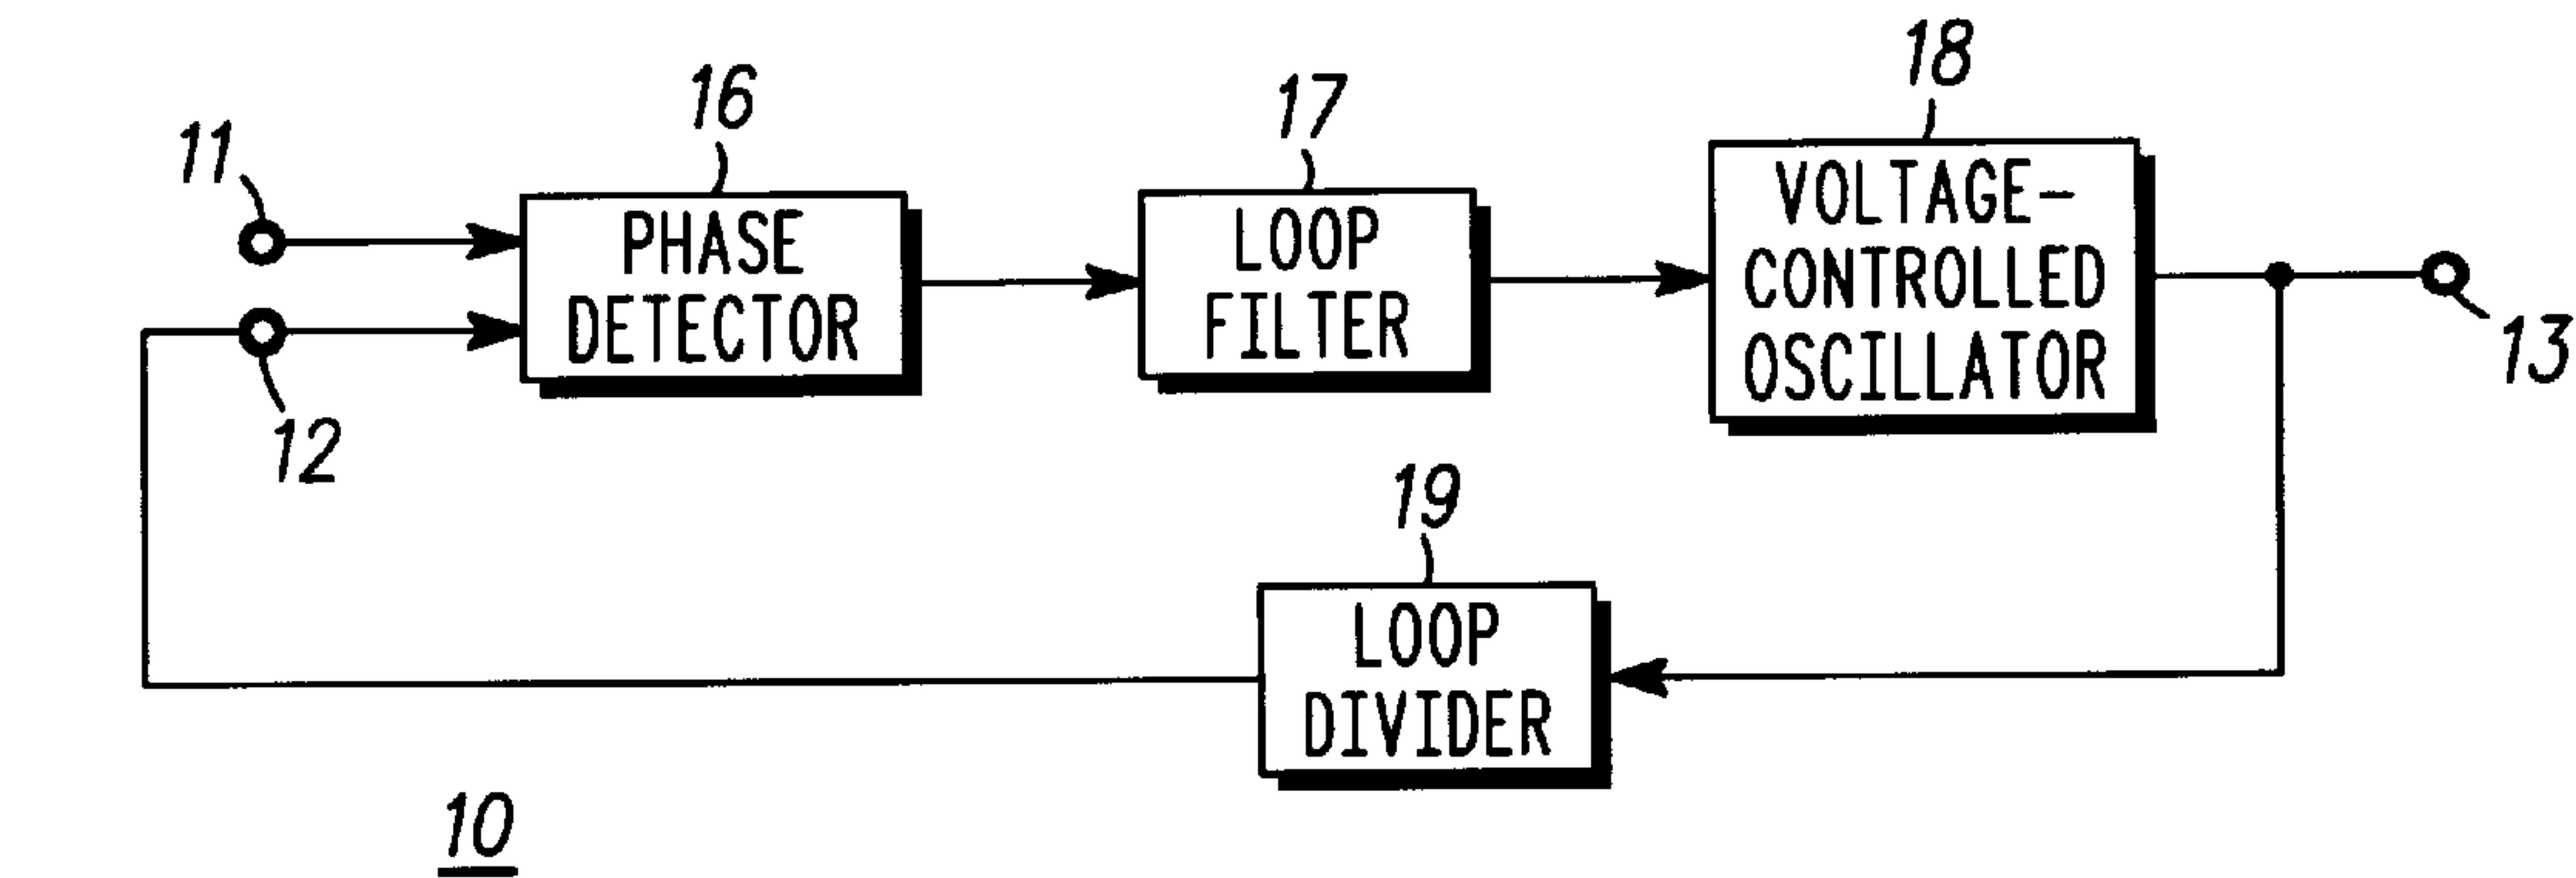 11
16
PHASE
DETECTOR
17
LOOP
FILTER
18
VOLTAGE-
CONTROLLED
OSCILLATOR
13
12
19
LOOP
DIVIDER
10